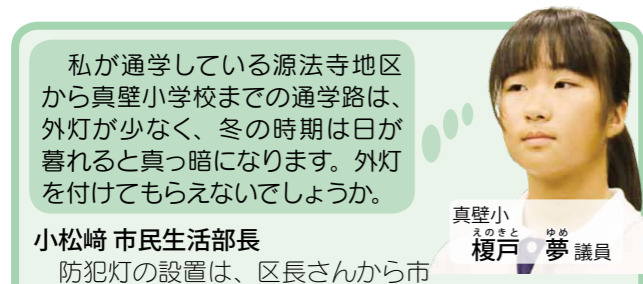 私が通学している源法寺地区
から真壁小学校までの通学路は、
外灯が少なく、冬の時期は日が
暮れると真っ暗になります。外灯
を付けてもらえないでしょうか。
真壁小
えのきと ゆめ
榎戸 夢 議員
小松﨑 市民生活部長
防犯灯の設置は、区長さんから市